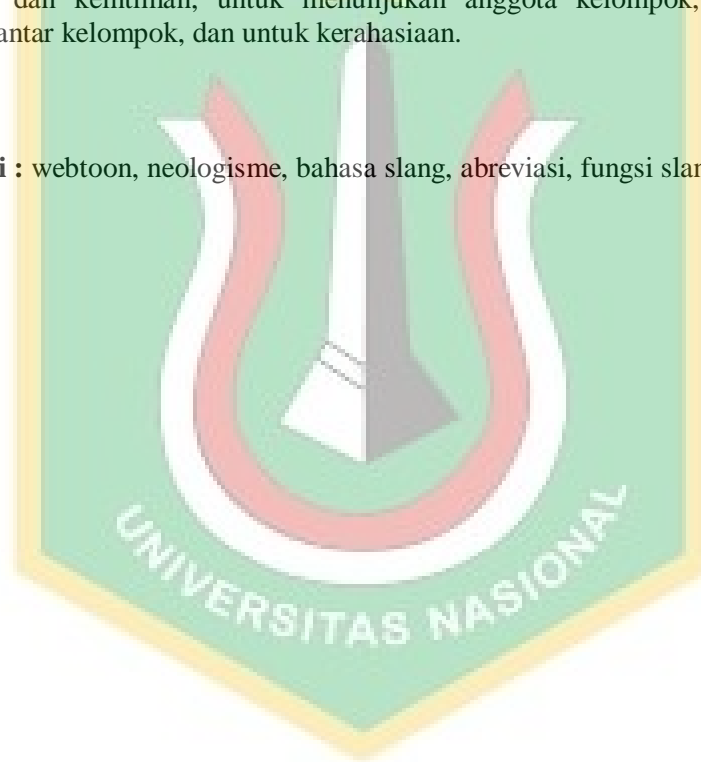 dan keintiman, untuk menunjukan anggota kelompok,
antar kelompok, dan untuk kerahasiaan.
i : webtoon, neologisme, bahasa slang, abreviasi, fungsi slan
UNIVERSITAS NASIONAL